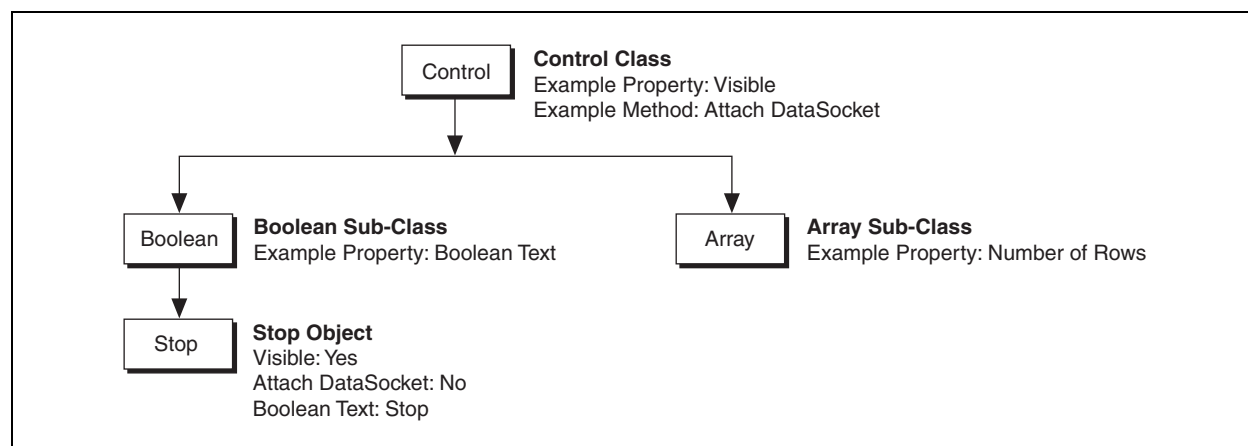 Control
Control Class
Example Property: Visible
Example Method: Attach DataSocket
Boolean
Boolean Sub-Class
Example Property: Boolean Text
Array
Array Sub-Class
Example Property: Number of Rows
Stop
Stop Object
Visible: Yes
Attach DataSocket: No
Boolean Text: Stop